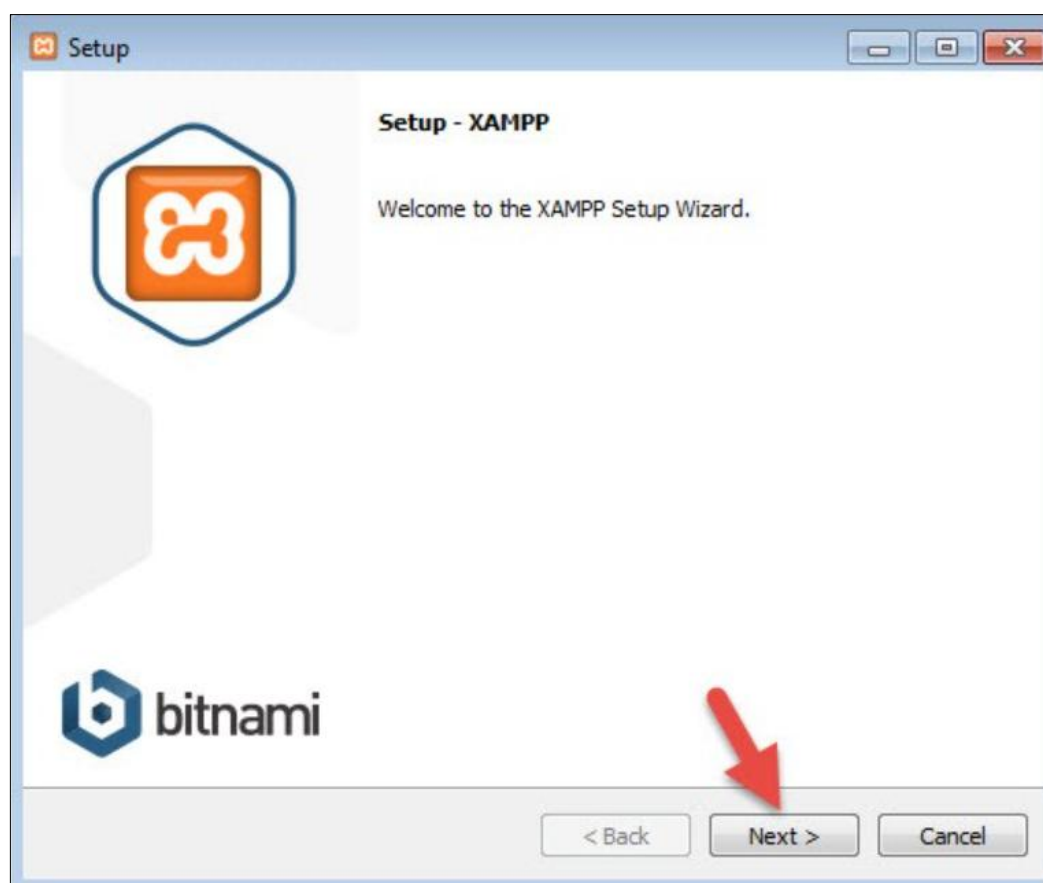 Setup
Setup - XAMPP
Welcome to the XAMPP Setup Wizard.
bitnami
< Back Next > Cancel